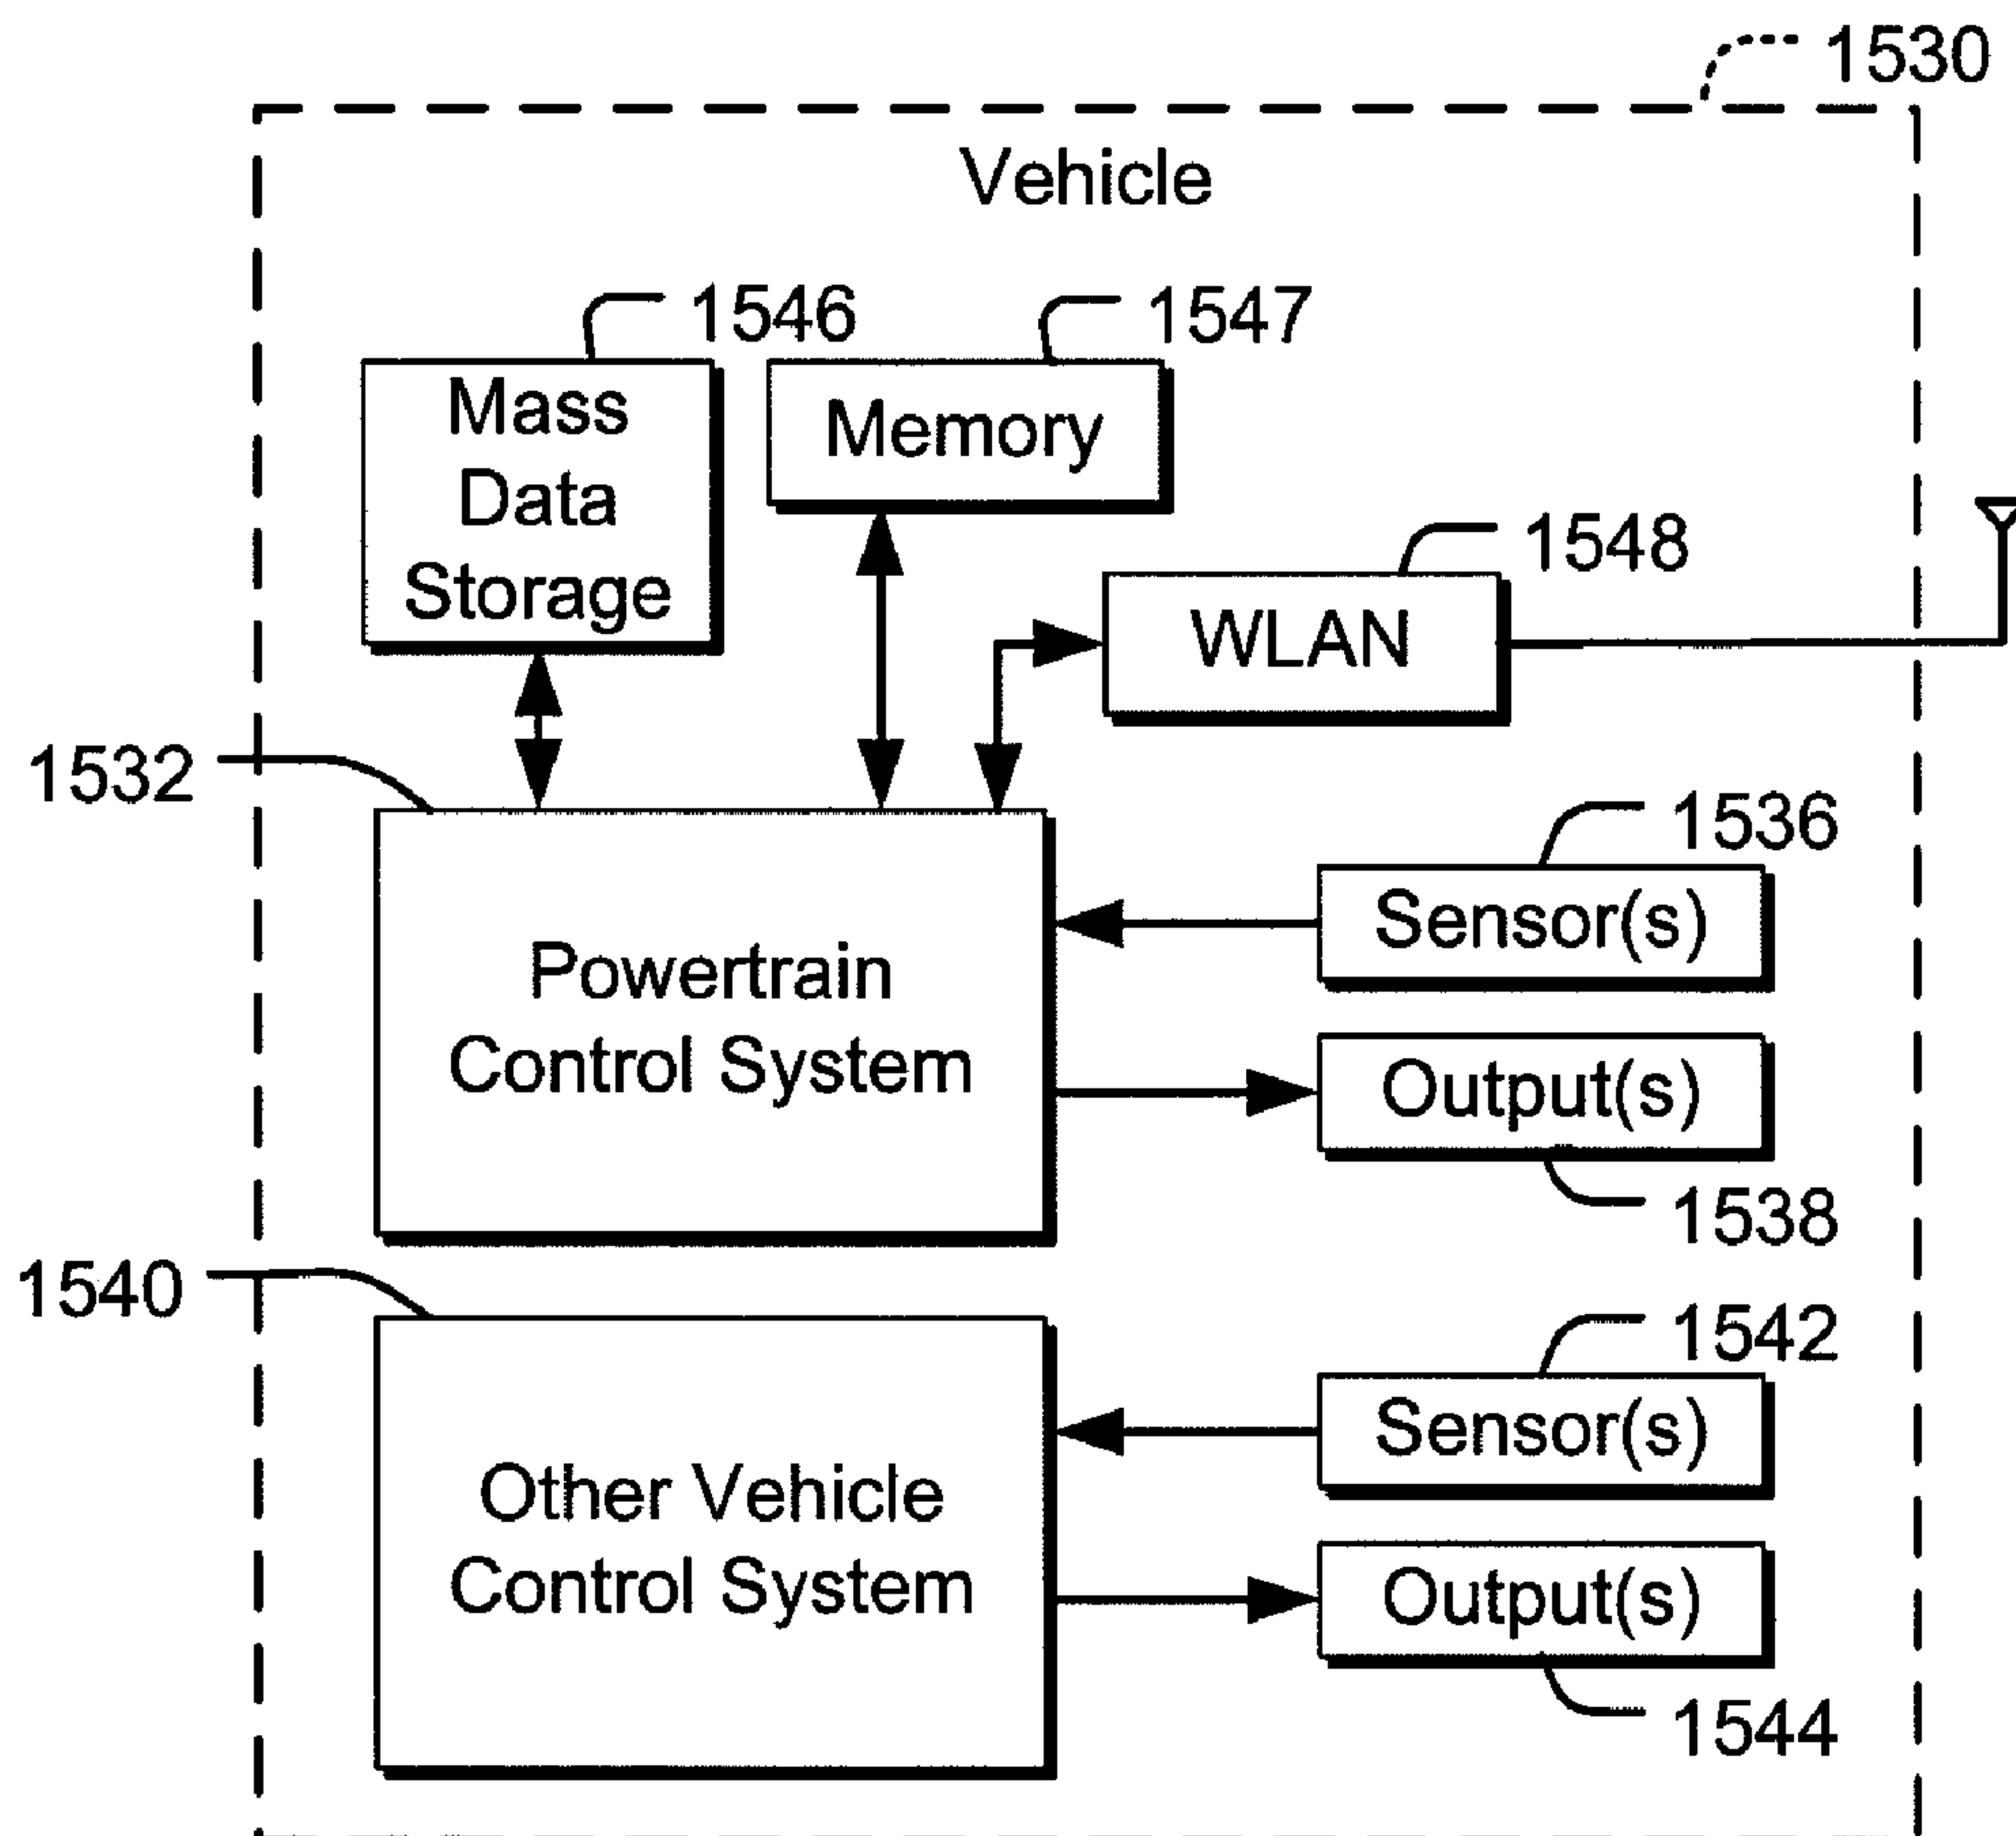 1530
Vehicle
1546
1547
Mass
Data
Storage
Memory
1548
WLAN
1532
1536
Sensor(s)
Powertrain
Control System
Output(s)
1538
1540
1542
Sensor(s)
Other Vehicle
Control System
Output(s)
1544